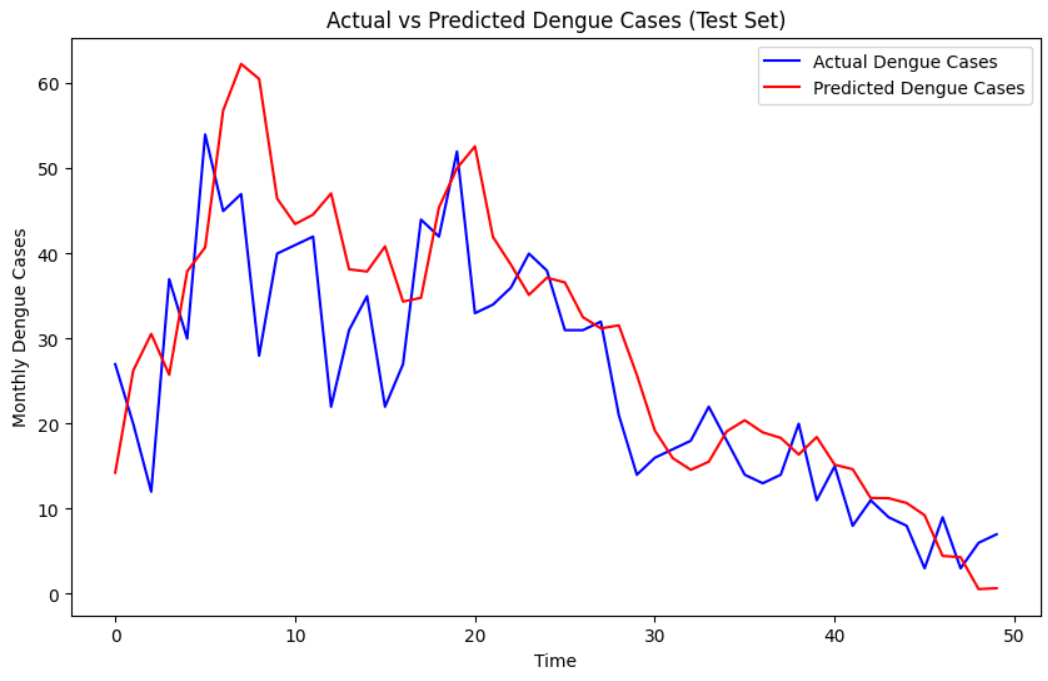 Actual vs Predicted Dengue Cases (Test Set)
Actual Dengue Cases
Predicted Dengue Cases
Monthly Dengue Cases
60
50
40
30
20
10
0
0 10 20 30 40 50
Time